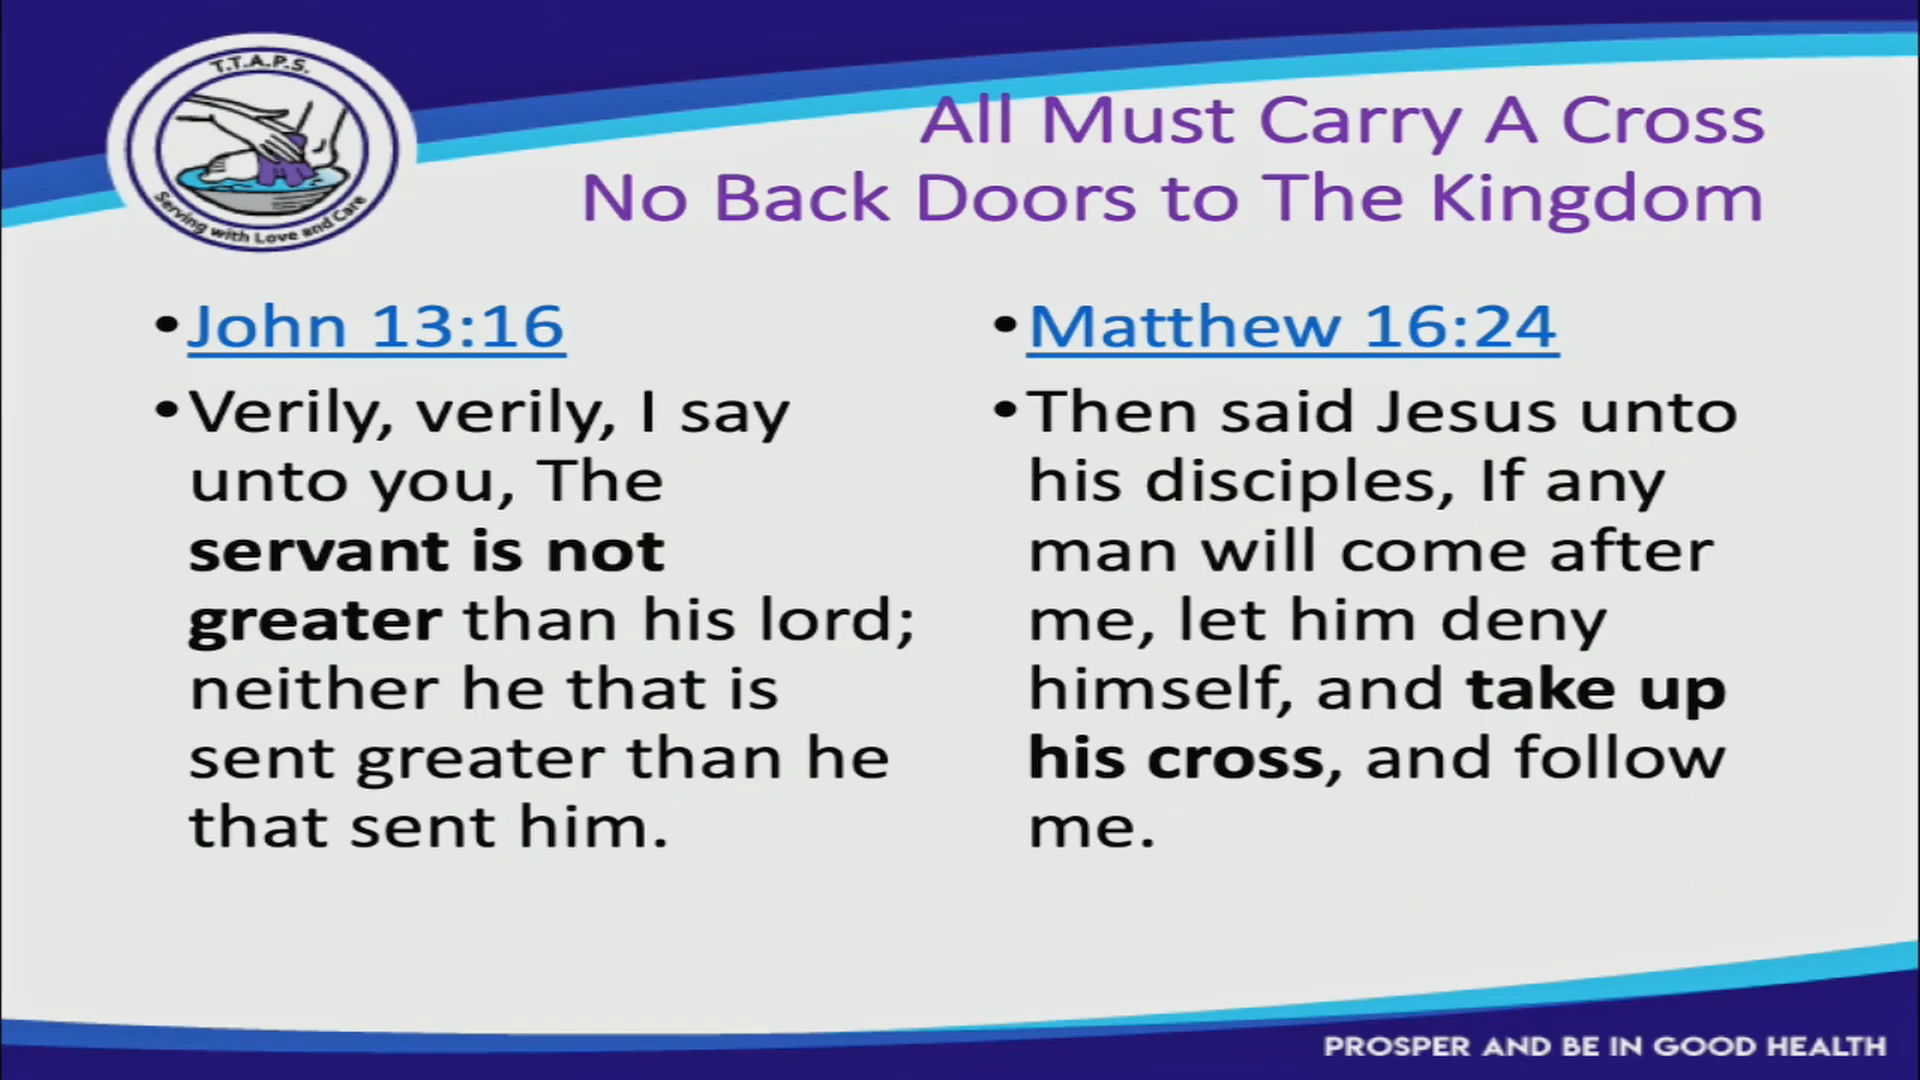 T.T.A.P.S.
Serving with Love and Care
All Must Carry A Cross
No Back Doors to The Kingdom
•John 13:16
•Verily, verily, I say
unto you, The
servant is not
greater than his lord;
neither he that is
sent greater than he
that sent him.
•Matthew 16:24
•Then said Jesus unto
his disciples, If any
man will come after
me, let him deny
himself, and take up
his cross, and follow
me.
PROSPER AND BE IN GOOD HEALTH